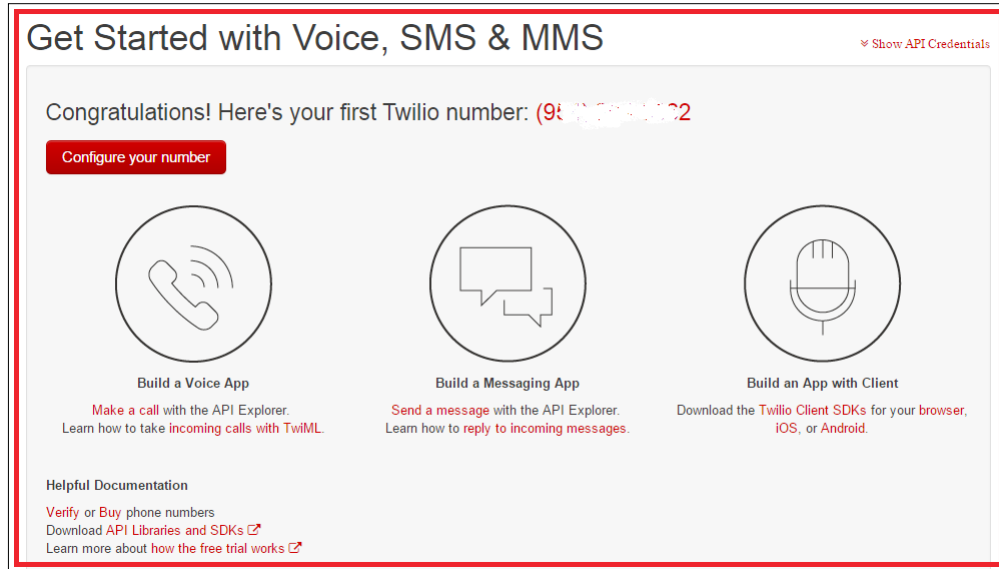 Get Started with Voice, SMS & MMS
Show API Credentials
Congratulations! Here's your first Twilio number:
Configure your number
Build a Voice App
Make a call with the API Explorer.
Learn how to take incoming calls with TwiML.
Build a Messaging App
Send a message with the API Explorer.
Learn how to reply to incoming messages.
Build an App with Client
Download the Twilio Client SDKs for your browser,
iOS, or Android.
Helpful Documentation
Verify or Buy phone numbers
Download API Libraries and SDKs
Learn more about how the free trial works